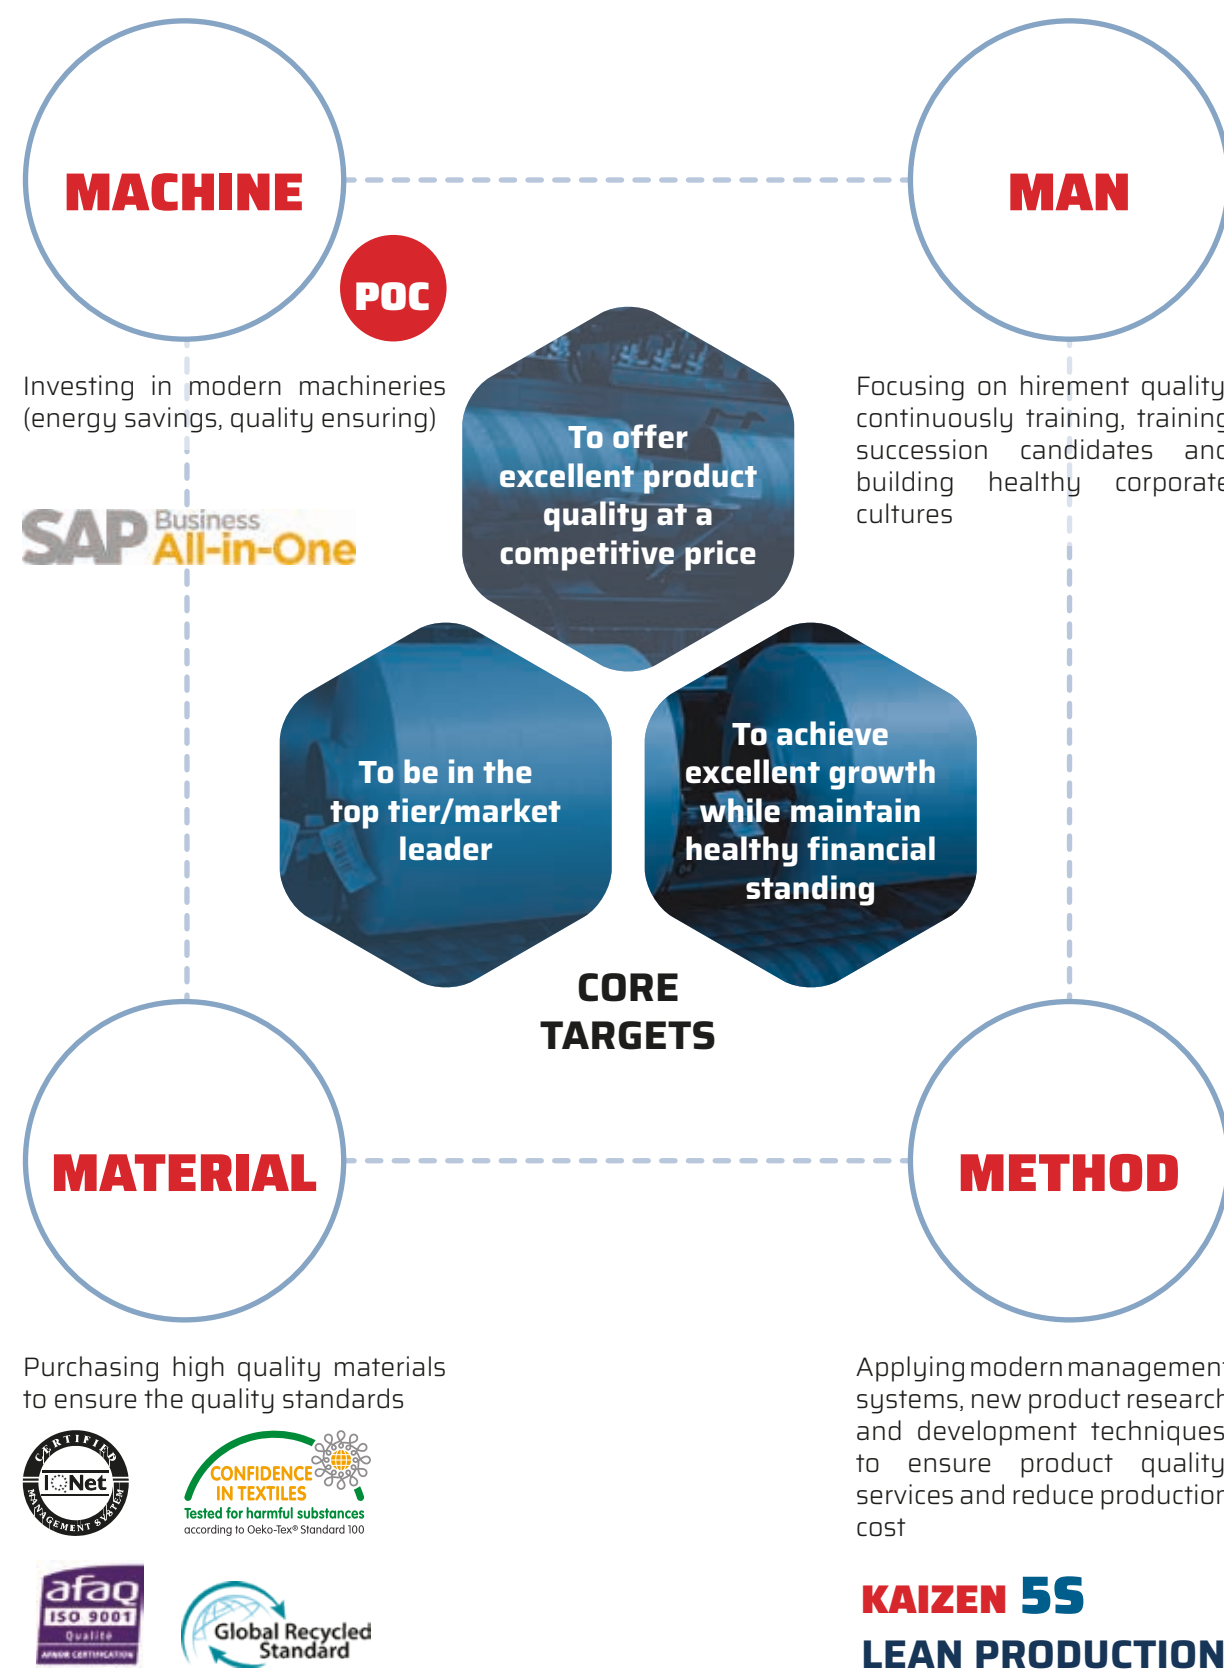 MACHINE
MAN
POC
Investing in modern machineries
(energy savings, quality ensuring)
SAP Business
All-in-One
Focusing on hirement quality,
continuously training, training
succession candidates and
building healthy corporate
cultures
To offer
excellent product
quality at a
competitive price
To be in the
top tier/market
leader
To achieve
excellent growth
while maintain
healthy financial
standing
CORE
TARGETS
MATERIAL
METHOD
Purchasing high quality materials
to ensure the quality standards
CERTIFIED
IQNet
MANAGEMENT SYSTEM
CONFIDENCE
IN TEXTILES
Tested for harmful substances
according to Oeko-Tex® Standard 100
afaq
ISO 9001
Qualité
AFNOR CERTIFICATION
Global Recycled
Standard
Applying modern management
systems, new product research
and development techniques
to ensure product quality,
services and reduce production
cost
KAIZEN 5S
LEAN PRODUCTION